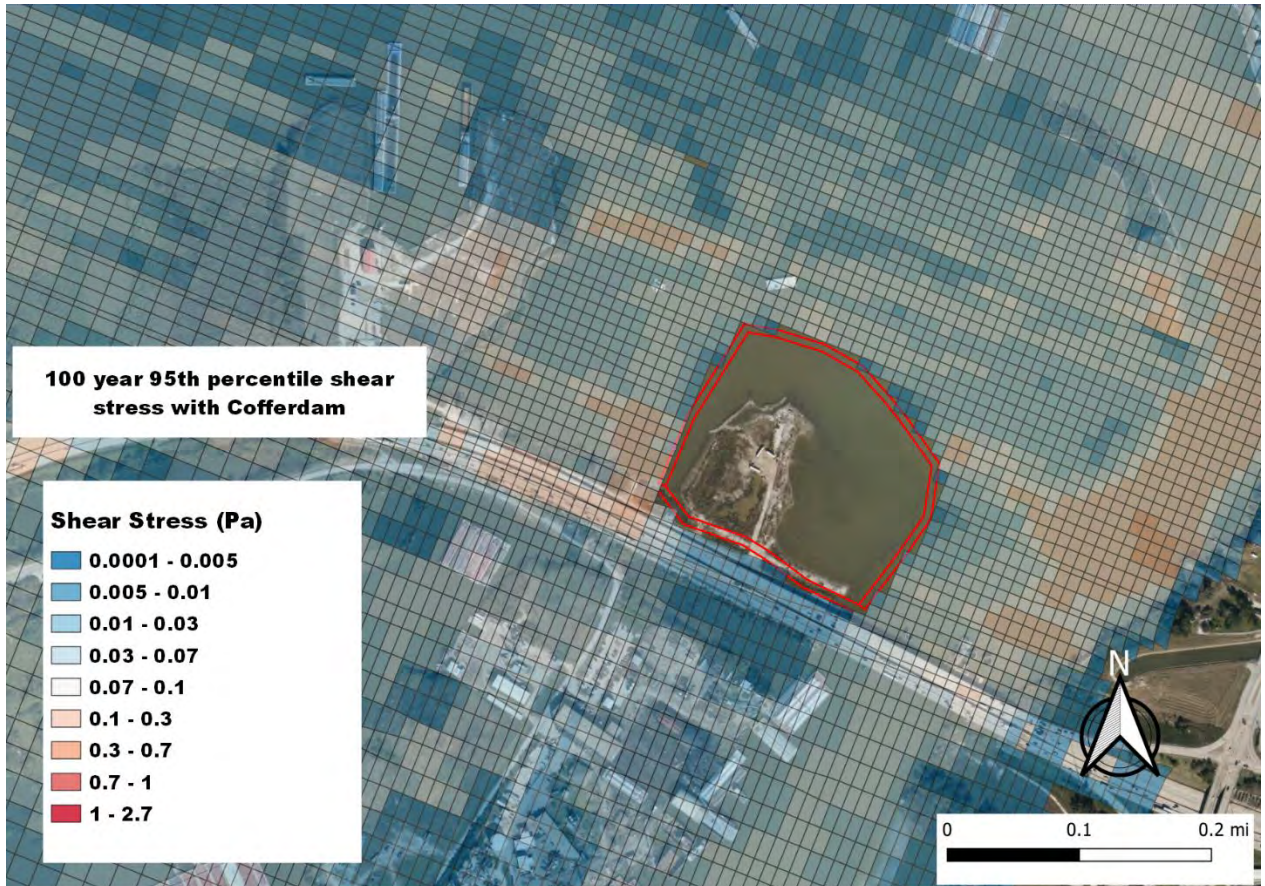 100 year 95th percentile shear
stress with Cofferdam
Shear Stress (Pa)
0.0001 - 0.005
0.005 - 0.01
0.01 - 0.03
0.03 - 0.07
0.07 - 0.1
0.1 - 0.3
0.3 - 0.7
0.7 - 1
1 - 2.7
N
0 0.1 0.2 mi